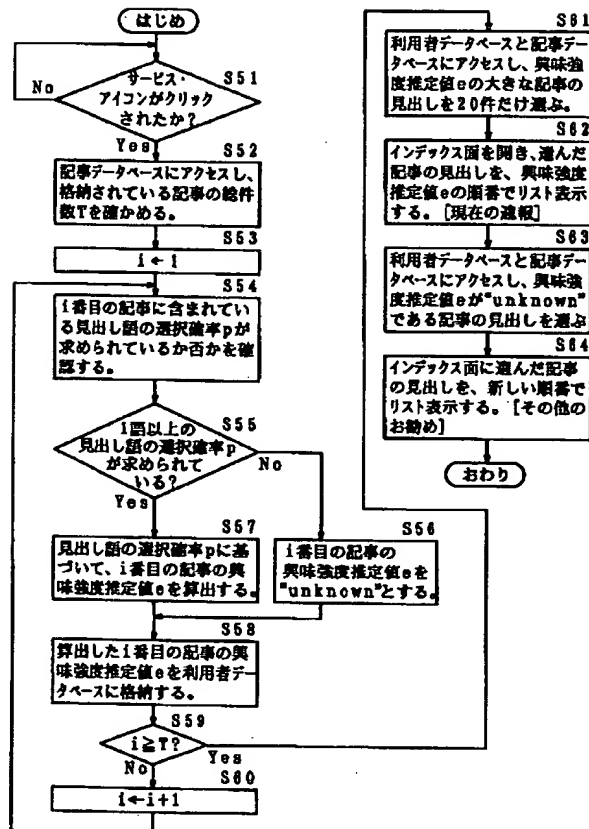 はじめ
S51
サービス・
アイコンがクリック
されたか?
No
Yes
S52
記事データベースにアクセスし、
格納されている記事の総件
数Tを確かめる。
S53
i←1
S54
i番目の記事に含まれてい
る見出し語の選択確率pが
求められているか否かを確
認する。
S55
1語以上の
見出し語の選択確率p
が求められて
いる?
No
Yes
S56
i番目の記事の
興味強度推定値eを
"unknown"とする。
S57
見出し語の選択確率pに基
づいて、i番目の記事の興
味強度推定値eを算出する。
S58
算出したi番目の記事の興
味強度推定値eを利用者デー
タベースに格納する。
S59
i≧T?
No
Yes
S60
i←i+1
S61
利用者データベースと記事デー
タベースにアクセスし、興味強
度推定値eの大きな記事の
見出しを20件だけ選ぶ。
S62
インデックス面を開き、選んだ
記事の見出しを、興味強度
推定値eの順番でリスト表示
する。[現在の速報]
S63
利用者データベースと記事デー
タベースにアクセスし、興味強
度推定値eが"unknown"
である記事の見出しを選ぶ
S64
インデックス面に選んだ記事
の見出しを、新しい順番で
リスト表示する。[その他の
お勧め]
おわり